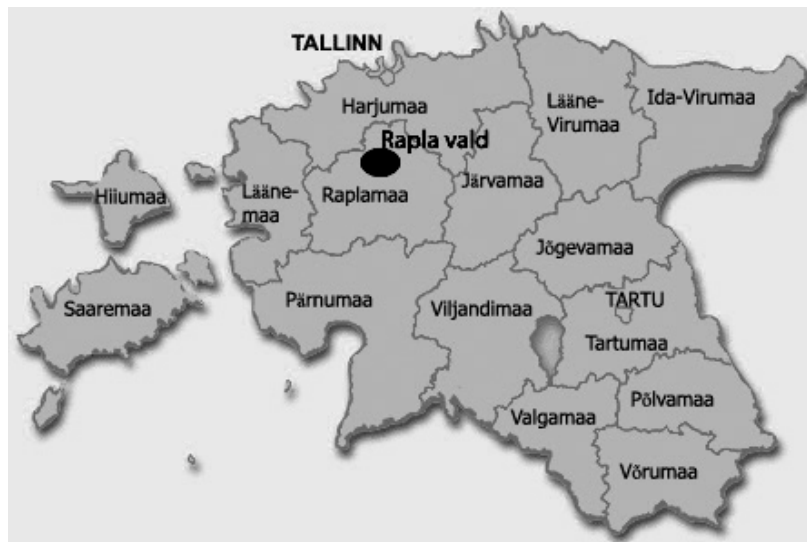 TALLINN
Harjumaa
Lääne-
Virumaa
Ida-Virumaa
Rapla vald
Hiiumaa
Lääne-
maa
Raplamaa
Järvamaa
Jõgevamaa
Saaremaa
Pärnumaa
Viljandimaa
TARTU
Tartumaa
Valgamaa
Põlvamaa
Võrumaa